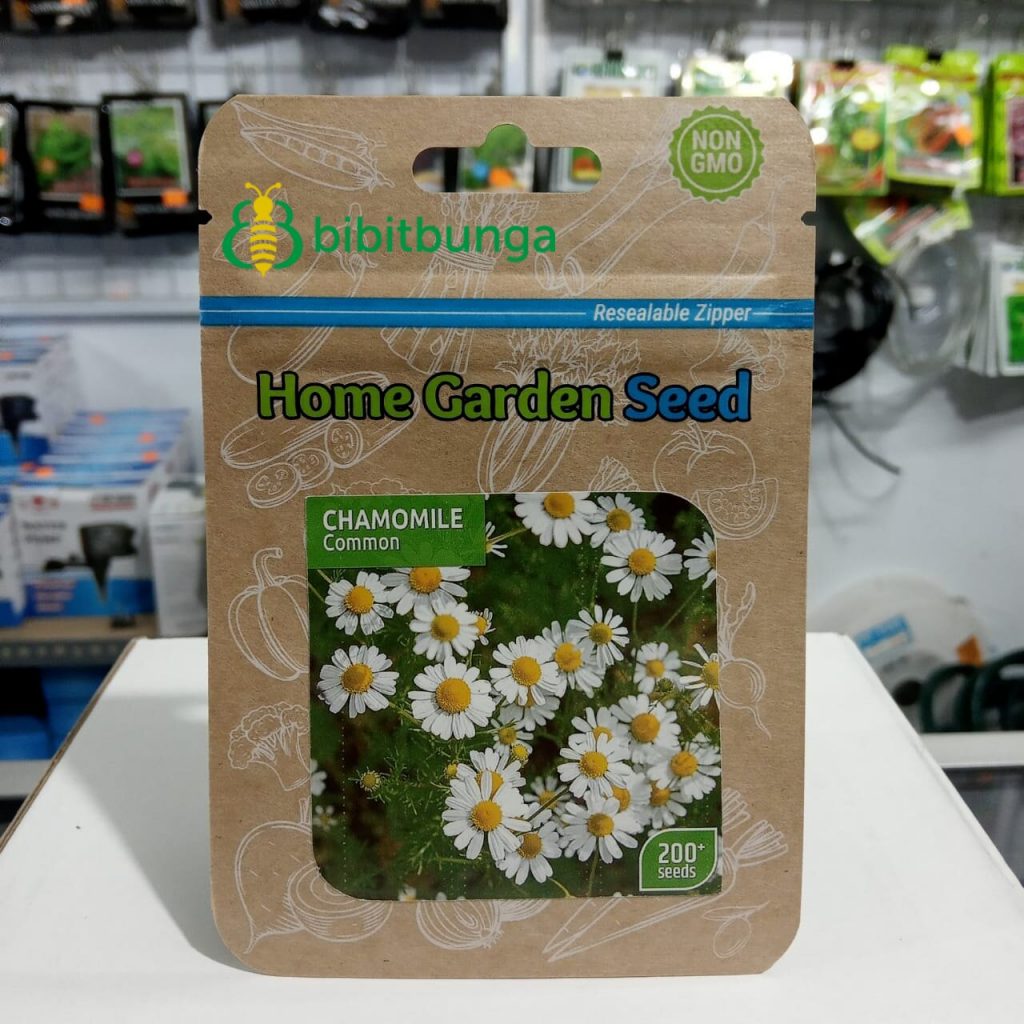 NON
GMO
bibitbunga
Resealable Zipper
Home Garden Seed
CHAMOMILE
Common
200+
seeds